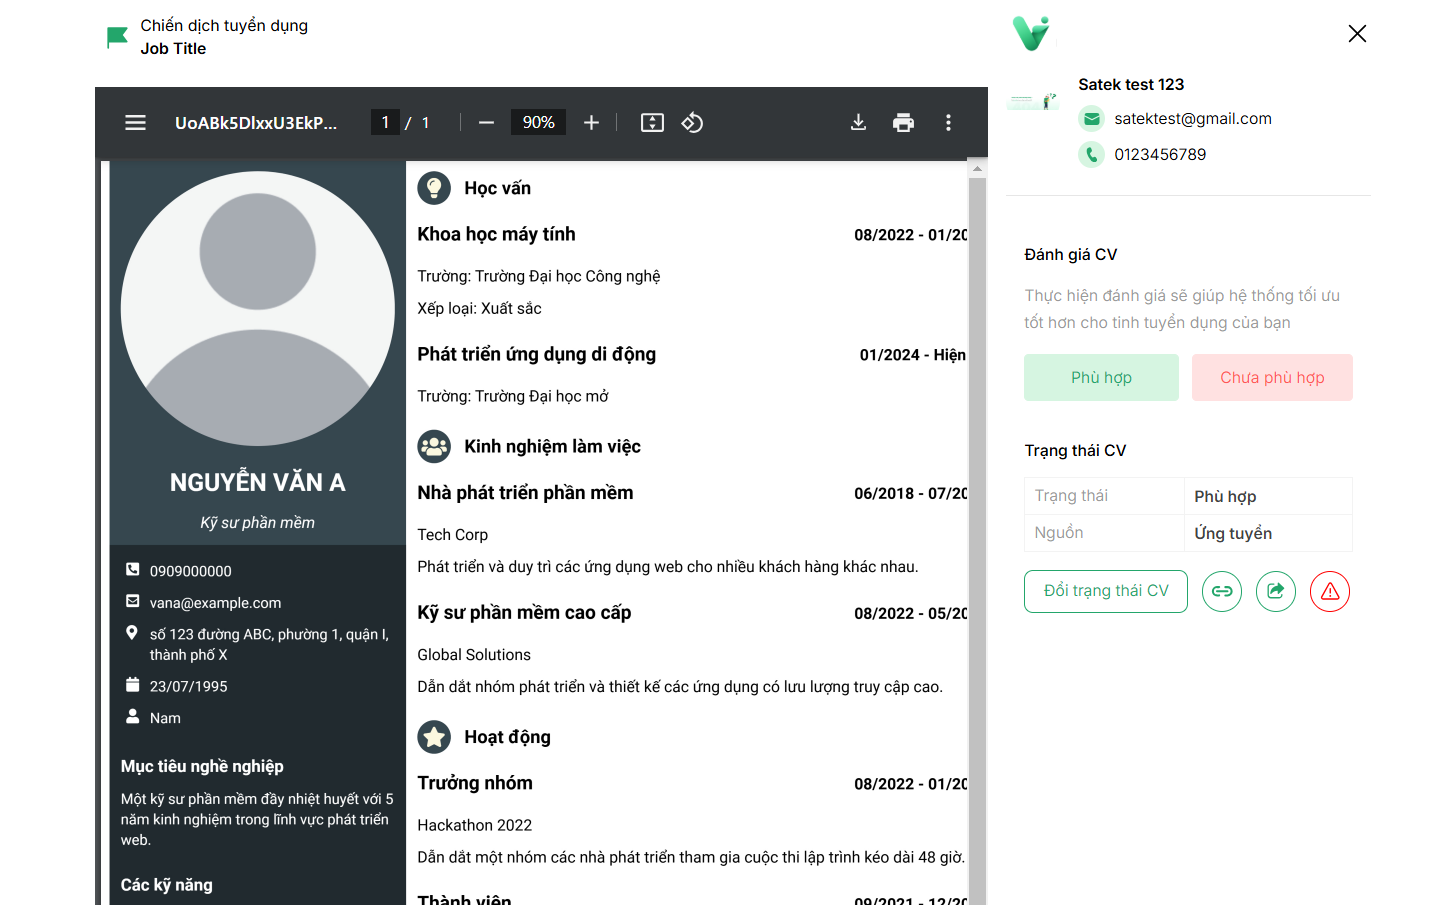 Chiến dịch tuyển dụng
Job Title
UoABk5DlxxU3EkP...
1 / 1
90%
NGUYỄN VĂN A
Kỹ sư phần mềm
0909000000
vana@example.com
số 123 đường ABC, phường 1, quận I,
thành phố X
23/07/1995
Nam
Mục tiêu nghề nghiệp
Một kỹ sư phần mềm đầy nhiệt huyết với 5
năm kinh nghiệm trong lĩnh vực phát triển
web.
Các kỹ năng
Học vấn
Khoa học máy tính 08/2022 - 01/20
Trường: Trường Đại học Công nghệ
Xếp loại: Xuất sắc
Phát triển ứng dụng di động 01/2024 - Hiện
Trường: Trường Đại học mở
Kinh nghiệm làm việc
Nhà phát triển phần mềm 06/2018 - 07/20
Tech Corp
Phát triển và duy trì các ứng dụng web cho nhiều khách hàng khác nhau.
Kỹ sư phần mềm cao cấp 08/2022 - 05/20
Global Solutions
Dẫn dắt nhóm phát triển và thiết kế các ứng dụng có lưu lượng truy cập cao.
Hoạt động
Trưởng nhóm 08/2022 - 01/20
Hackathon 2022
Dẫn dắt một nhóm các nhà phát triển tham gia cuộc thi lập trình kéo dài 48 giờ.
Thành viên 09/2021 - 12/20
Satek test 123
satektest@gmail.com
0123456789
Đánh giá CV
Thực hiện đánh giá sẽ giúp hệ thống tối ưu
tốt hơn cho tinh tuyển dụng của bạn
Phù hợp
Chưa phù hợp
Trạng thái CV
Trạng thái Phù hợp
Nguồn Ứng tuyển
Đổi trạng thái CV